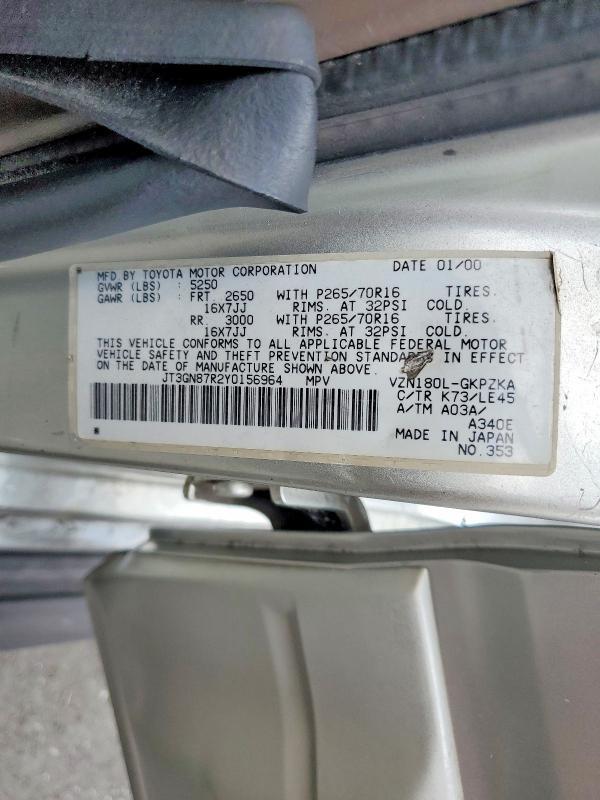 MFD BY TOYOTA MOTOR CORPORATION DATE 01/00
GVWR (LBS) : 5250
GAWR (LBS) : FRT. 2650 WITH P265/70R16 TIRES.
16X7JJ RIMS. AT 32PSI COLD.
RR. 3000 WITH P265/70R16 TIRES.
16X7JJ RIMS. AT 32PSI COLD.
THIS VEHICLE CONFORMS TO ALL APPLICABLE FEDERAL MOTOR
VEHICLE SAFETY AND THEFT PREVENTION STANDARDS IN EFFECT
ON THE DATE OF MANUFACTURE SHOWN ABOVE.
JT3GN87R2Y0156964 MPV VZN180L-GKPZKA
C/TR K73/LE45
A/TM A03A/
A340E
MADE IN JAPAN
NO.353